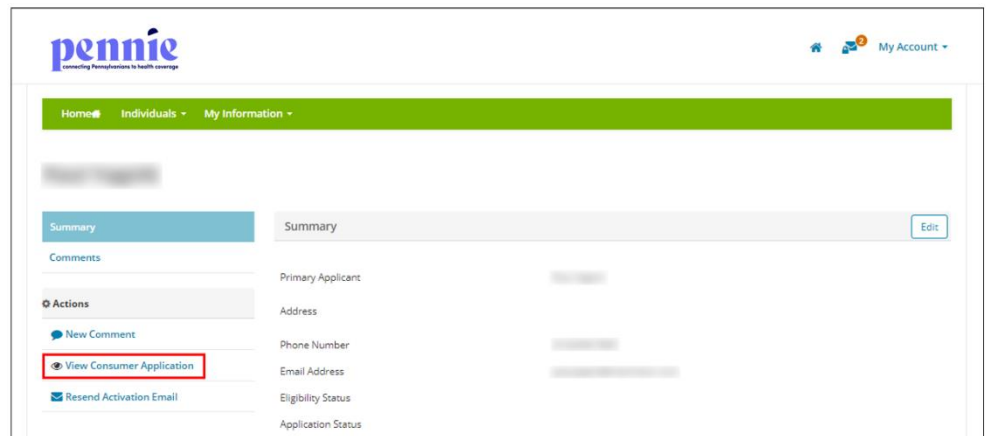 pennie
connecting Pennsylvanians to health coverage
2
My Account
Home Individuals My Information
Summary
Comments
Actions
New Comment
View Consumer Application
Resend Activation Email
Summary
Edit
Primary Applicant
Address
Phone Number
Email Address
Eligibility Status
Application Status